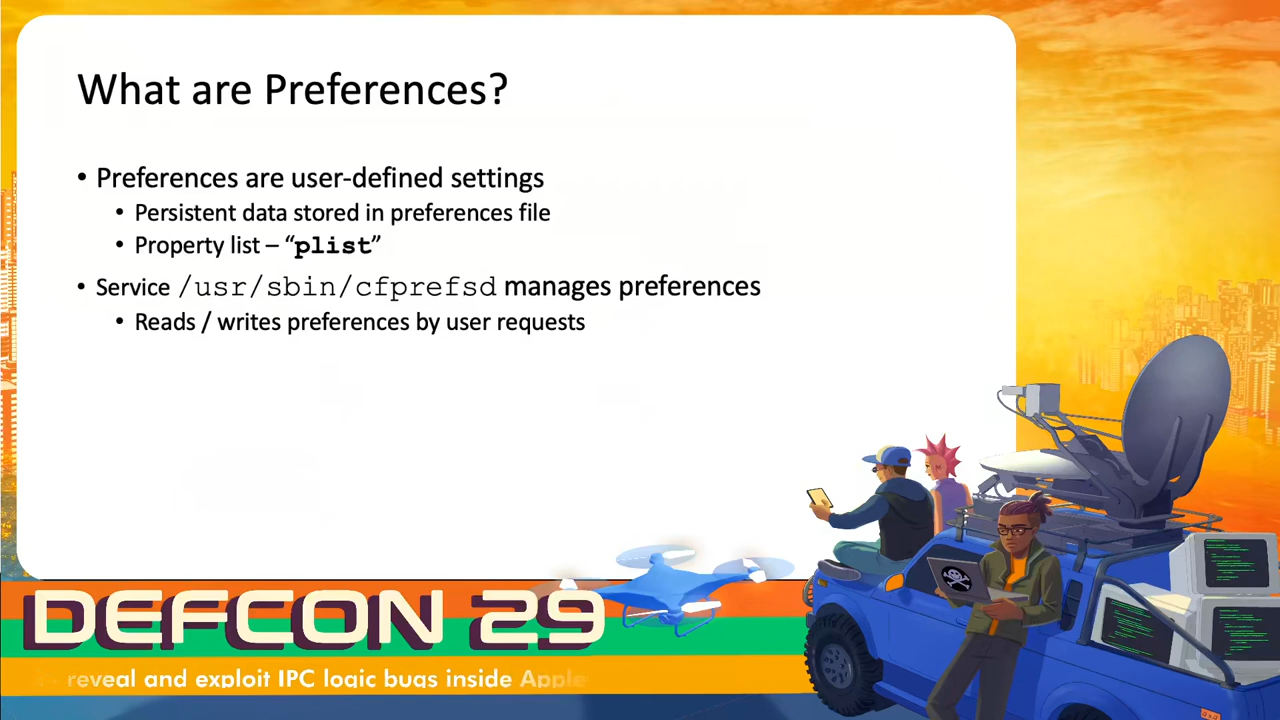 What are Preferences?
• Preferences are user-defined settings
• Persistent data stored in preferences file
• Property list – “plist”
• Service /usr/sbin/cfprefsd manages preferences
• Reads / writes preferences by user requests
DEFCON 29
reveal and exploit IPC logic bugs inside Apple